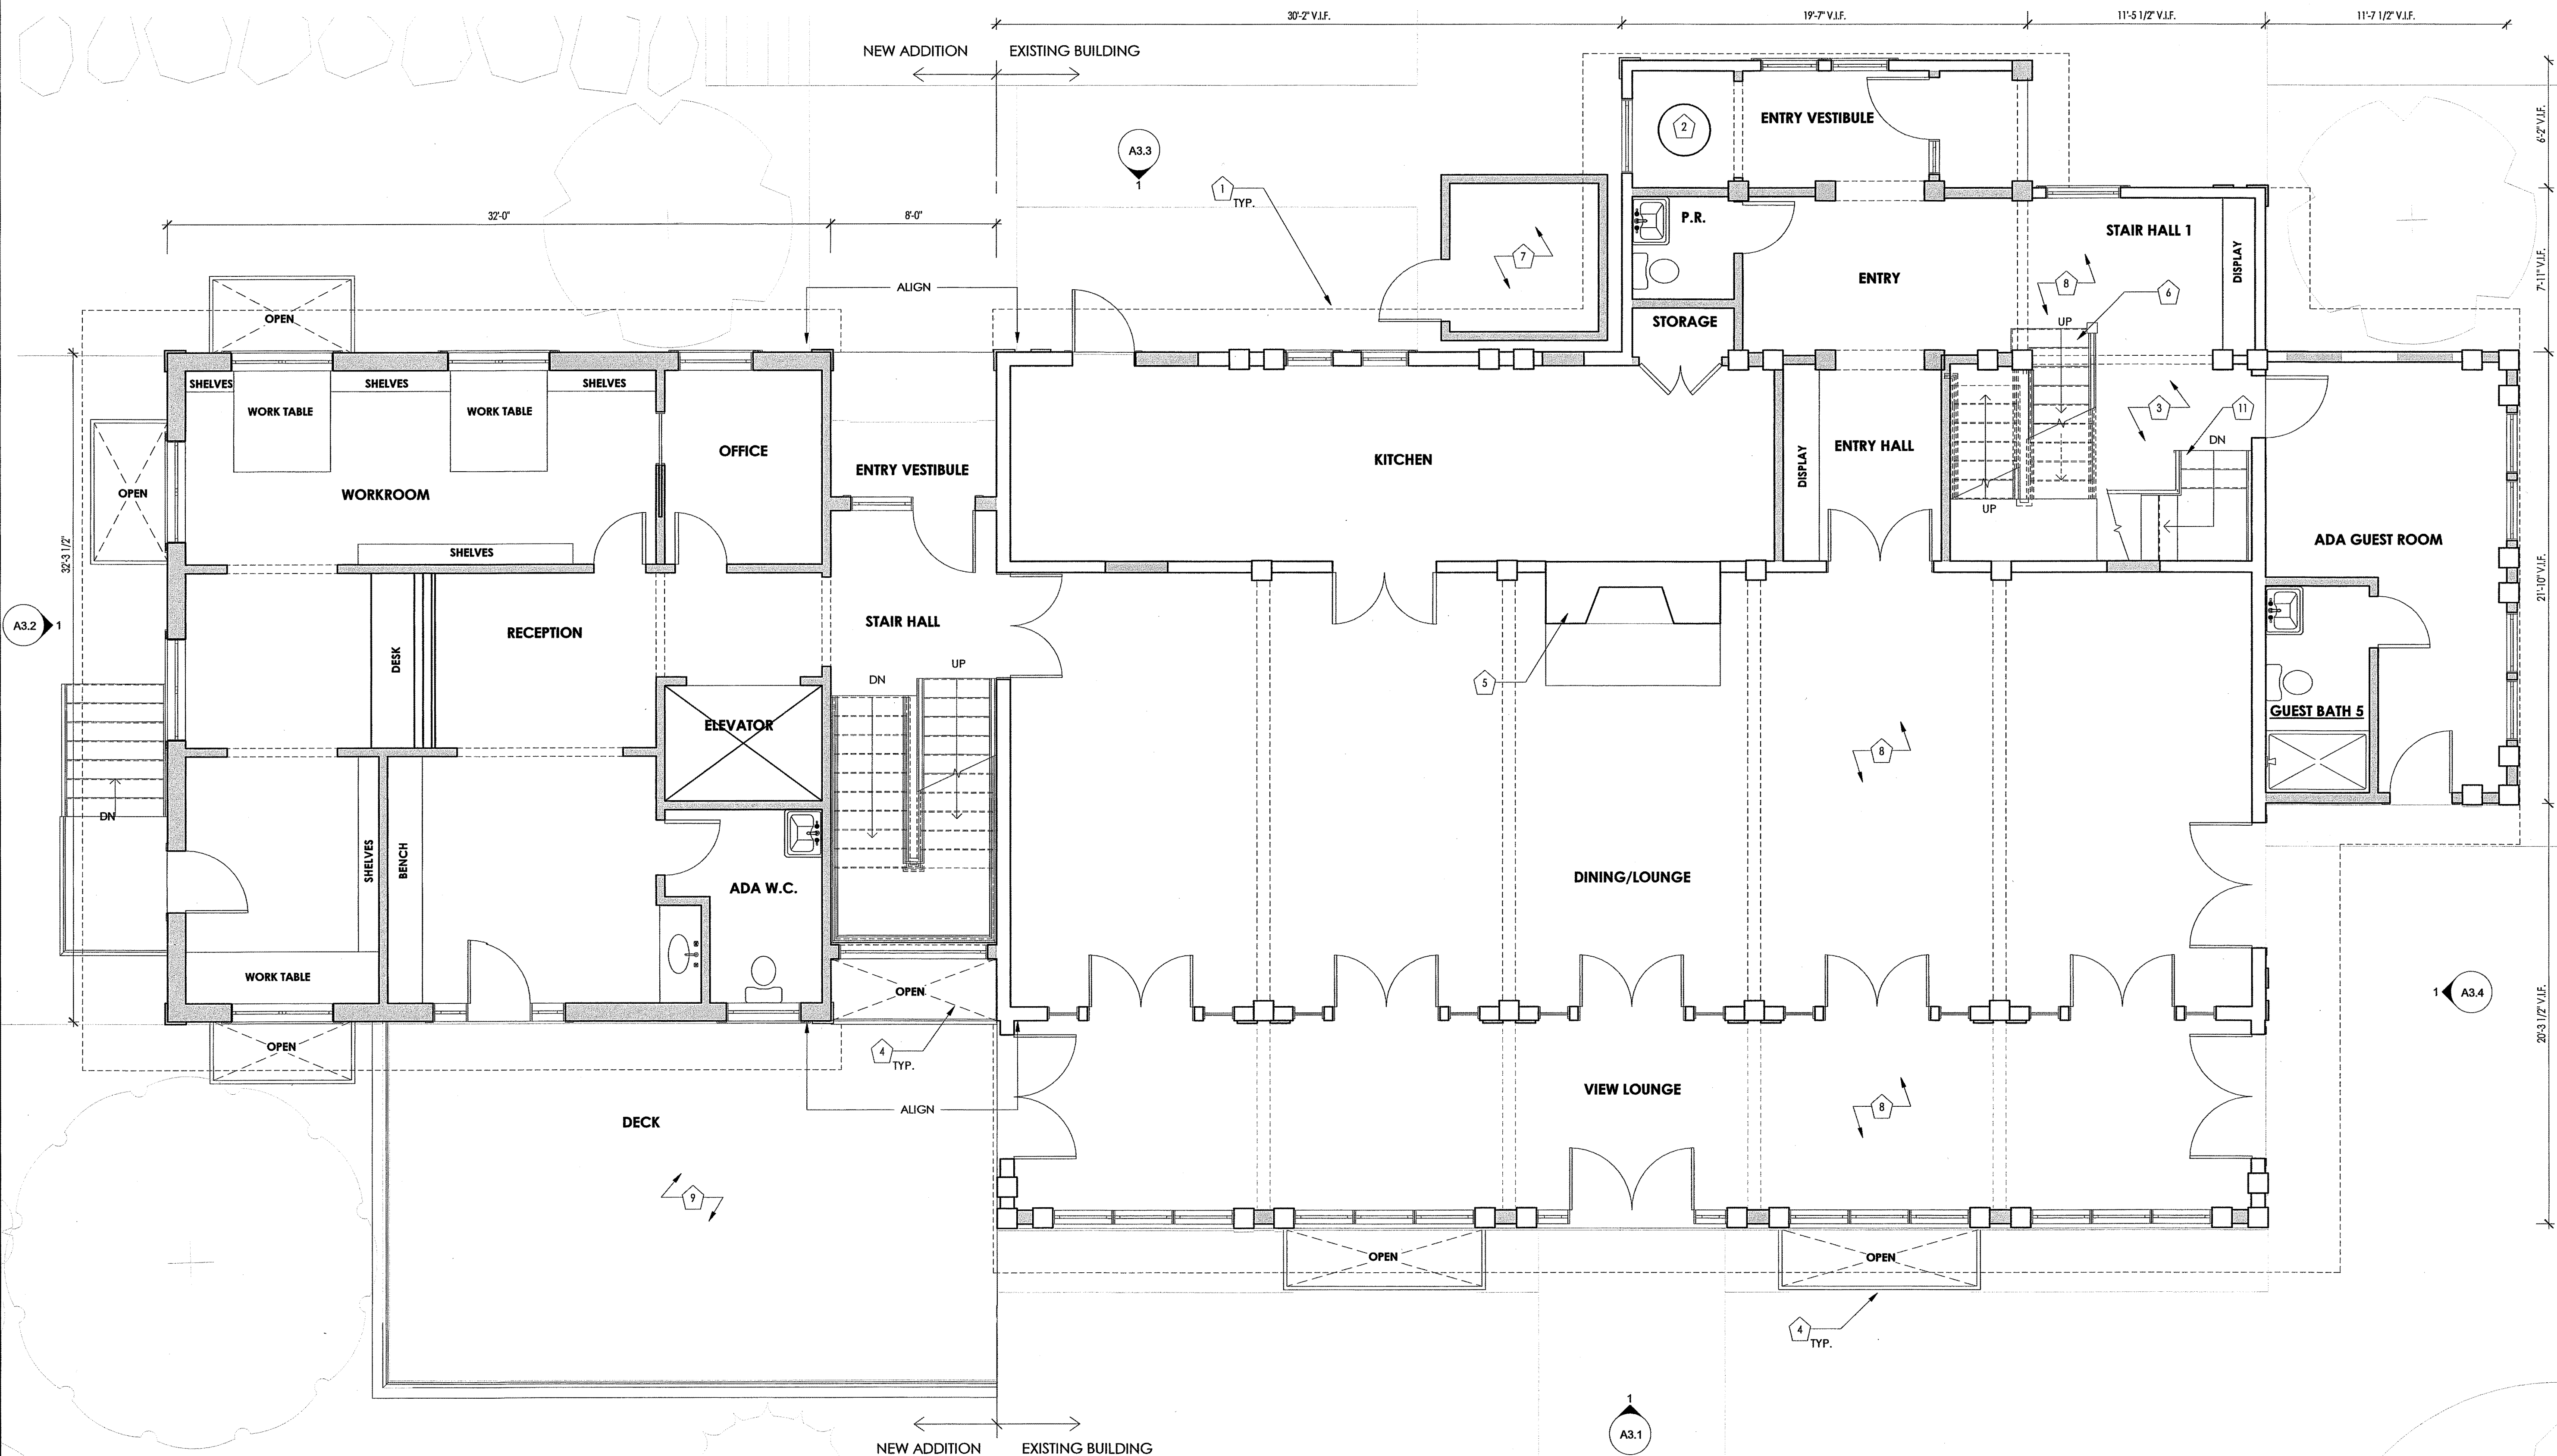 30'-2" V.I.F.
19'-7" V.I.F.
11'-5 1/2" V.I.F.
11'-7 1/2" V.I.F.
NEW ADDITION
EXISTING BUILDING
6'-2" V.I.F.
ENTRY VESTIBULE
2
A3.3
1
1
TYP.
32'-0"
8'-0"
P.R.
STAIR HALL 1
DISPLAY
7'-11" V.I.F.
7
ENTRY
8
6
ALIGN
OPEN
STORAGE
UP
SHELVES
SHELVES
SHELVES
WORK TABLE
WORK TABLE
OFFICE
3
11
DN
ENTRY HALL
DISPLAY
KITCHEN
ENTRY VESTIBULE
OPEN
WORKROOM
UP
32'-3 1/2"
SHELVES
ADA GUEST ROOM
21'-10" V.I.F.
A3.2
1
RECEPTION
STAIR HALL
DESK
UP
DN
5
GUEST BATH 5
ELEVATOR
8
DN
SHELVES
BENCH
ADA W.C.
DINING/LOUNGE
WORK TABLE
OPEN
1
A3.4
20'-3 1/2" V.I.F.
OPEN
4
TYP.
VIEW LOUNGE
8
ALIGN
DECK
9
OPEN
OPEN
4
TYP.
1
A3.1
NEW ADDITION
EXISTING BUILDING